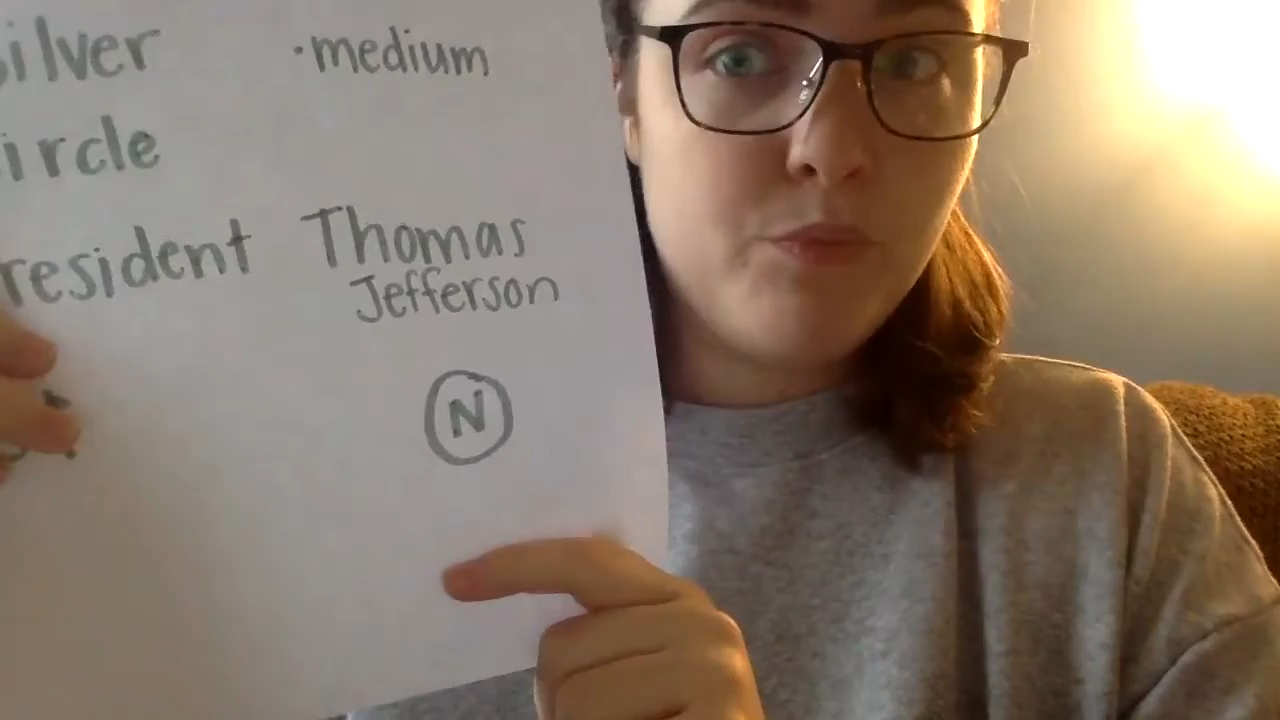 ilver ·medium
ircle
resident Thomas
Jefferson
N